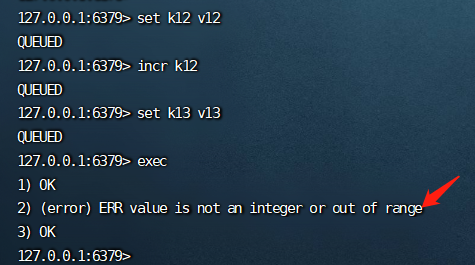 127.0.0.1:6379> set k12 v12
QUEUED
127.0.0.1:6379> incr k12
QUEUED
127.0.0.1:6379> set k13 v13
QUEUED
127.0.0.1:6379> exec
1) OK
2) (error) ERR value is not an integer or out of range
3) OK
127.0.0.1:6379>